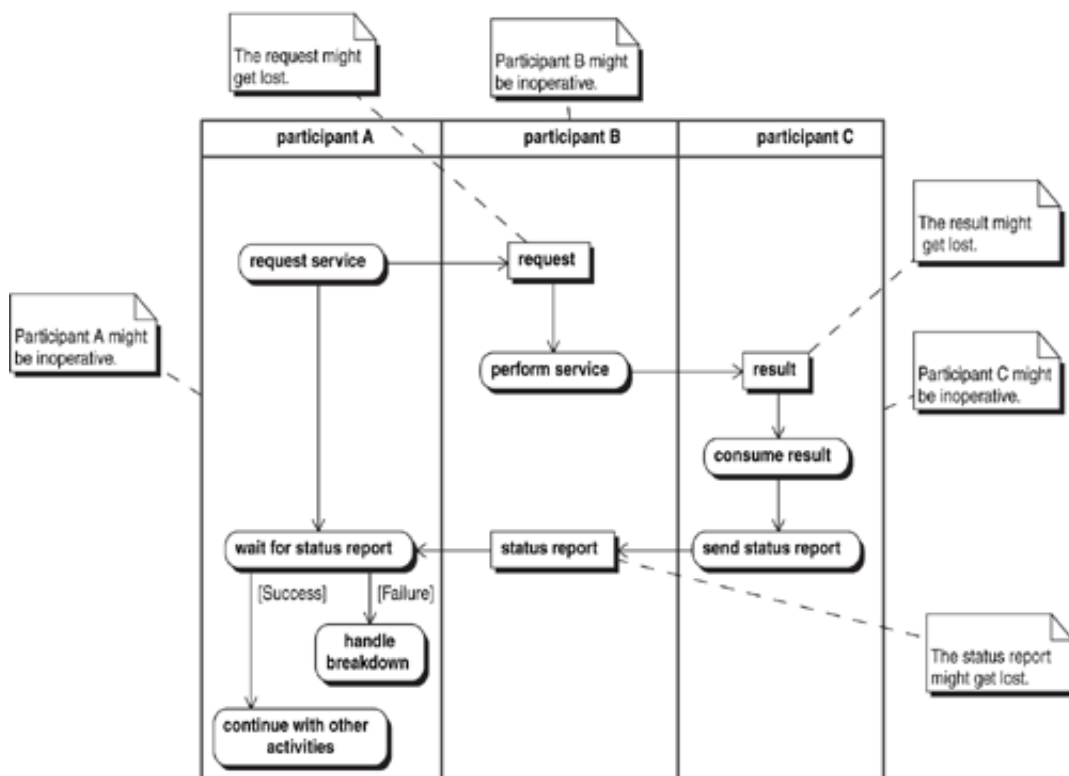 The request might
get lost.
Participant B might
be inoperative.
participant A
participant B
participant C
The result might
get lost.
request service
request
Participant A might
be inoperative.
perform service
result
Participant C might
be inoperative.
consume result
wait for status report
status report
send status report
[Success]
[Failure]
handle
breakdown
The status report
might get lost.
continue with other
activities